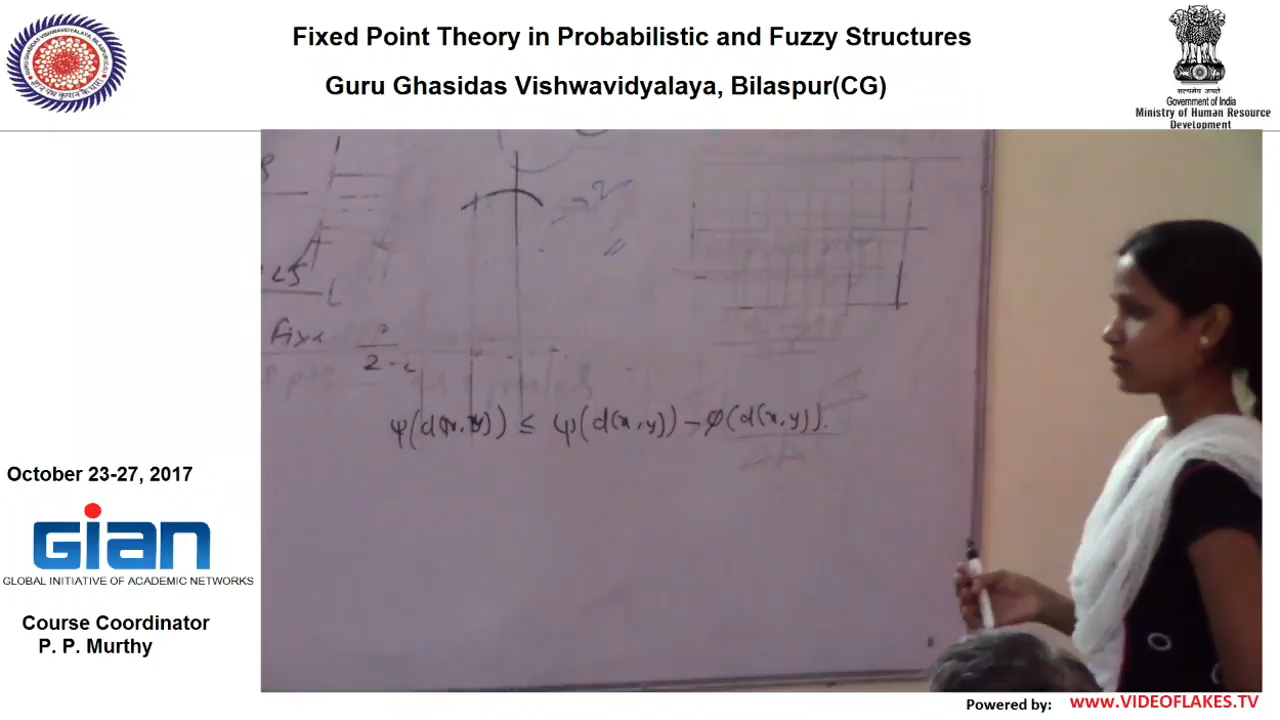 Fixed Point Theory in Probabilistic and Fuzzy Structures
Guru Ghasidas Vishwavidyalaya, Bilaspur(CG)
सत्यमेव जयते
Government of India
Ministry of Human Resource
Development
ψ(d(x,y)) ≤ ψ(d(x,y)) − φ(d(x,y)).
October 23-27, 2017
GIAN
GLOBAL INITIATIVE OF ACADEMIC NETWORKS
Course Coordinator
P. P. Murthy
Powered by: www.VIDEOFLAKES.TV